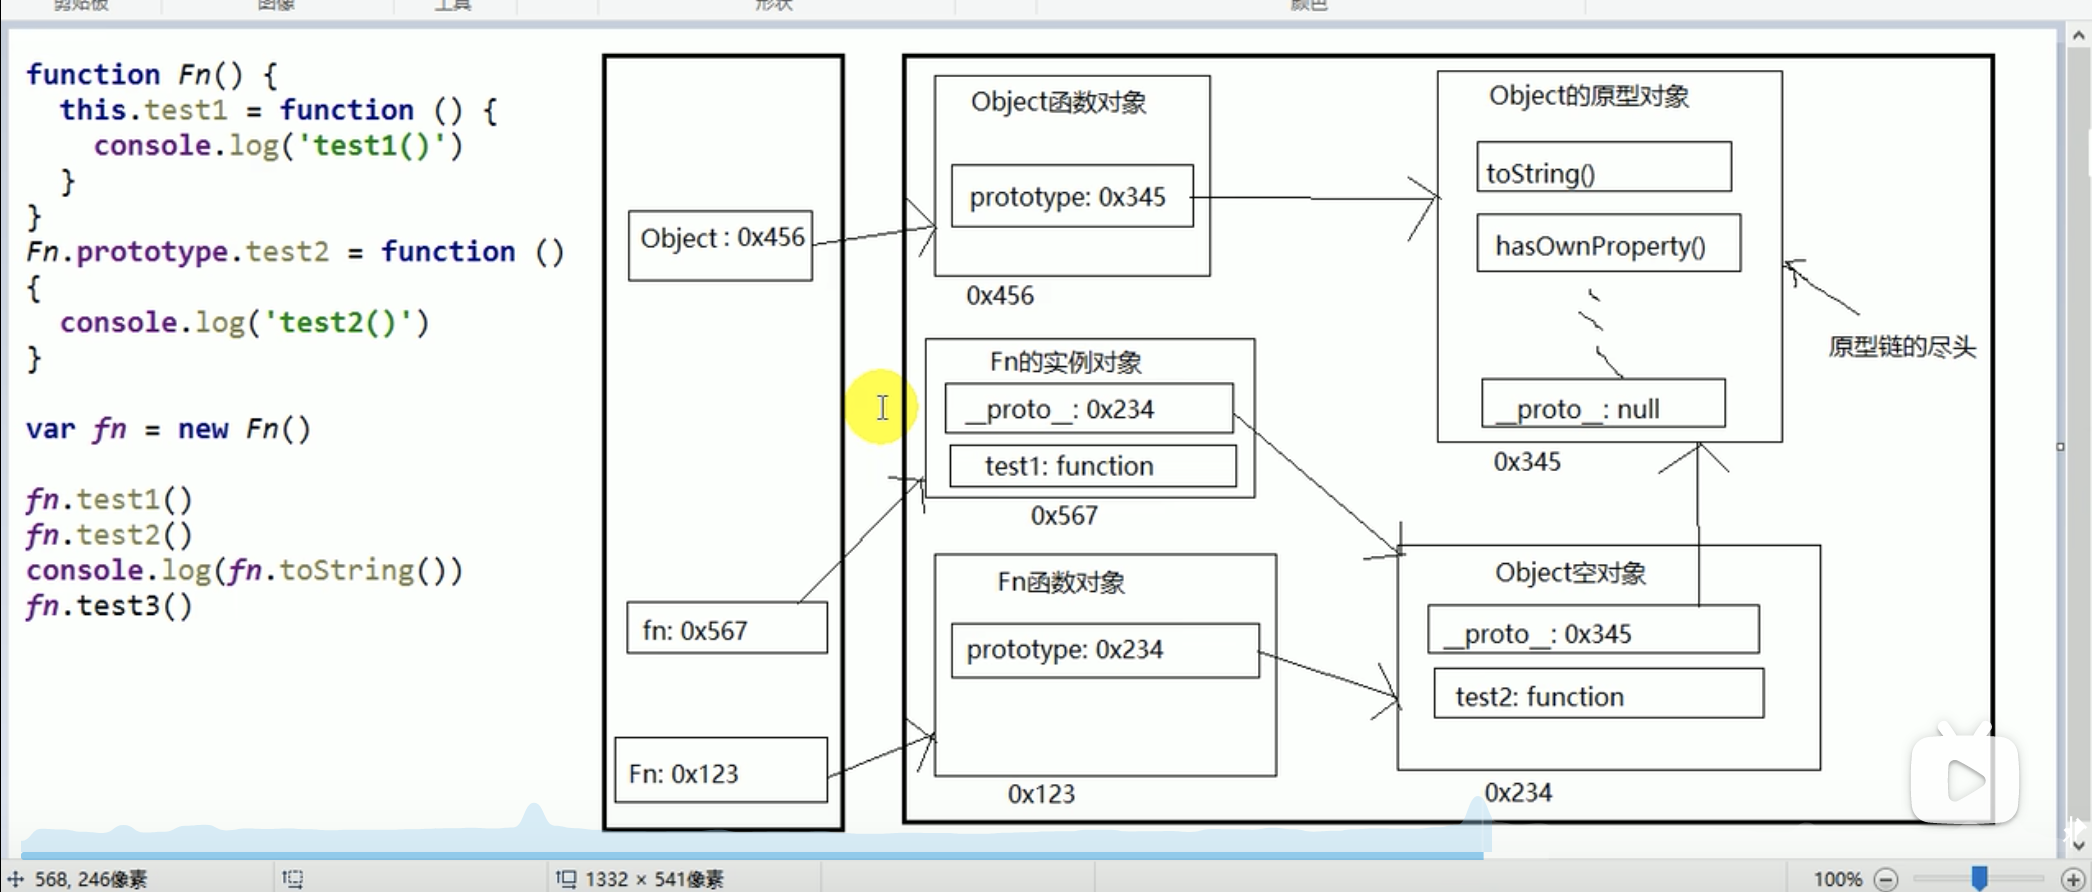 剪贴板
图像
工具
形状
颜色
function Fn() {
this.test1 = function () {
console.log('test1()')
}
}
Fn.prototype.test2 = function ()
{
console.log('test2()')
}
var fn = new Fn()
fn.test1()
fn.test2()
console.log(fn.toString())
fn.test3()
Object : 0x456
fn: 0x567
Fn: 0x123
Object函数对象
prototype: 0x345
0x456
Fn的实例对象
__proto__: 0x234
test1: function
0x567
Fn函数对象
prototype: 0x234
0x123
Object的原型对象
toString()
hasOwnProperty()
__proto__: null
0x345
原型链的尽头
Object空对象
__proto__: 0x345
test2: function
0x234
568, 246像素
1332 × 541像素
100%